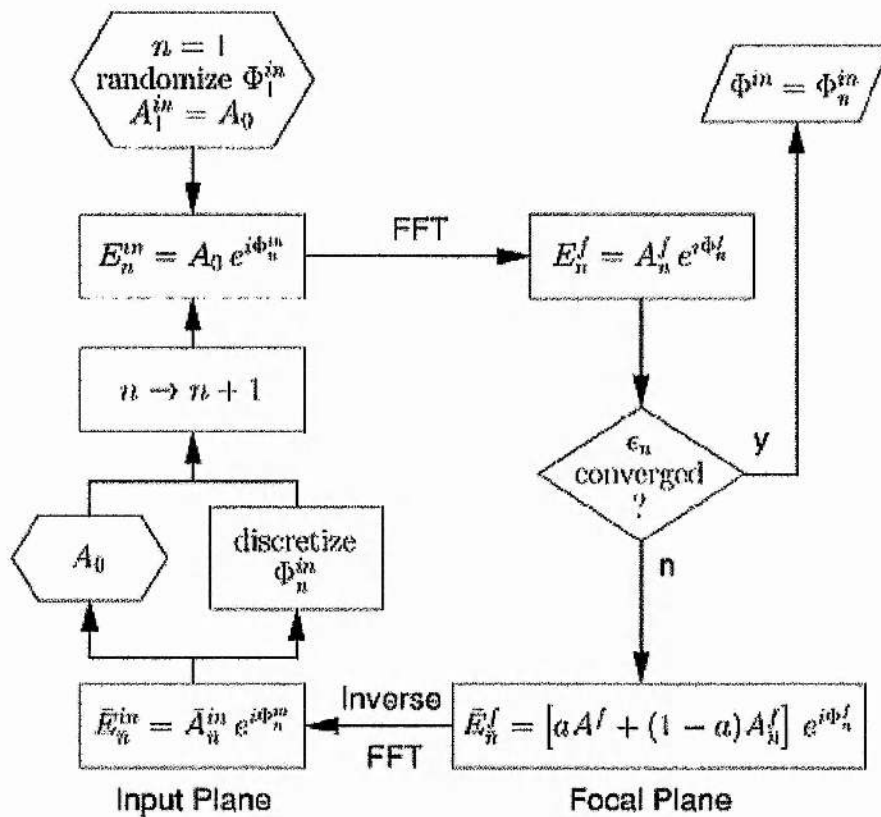 n = 1
randomize Φ₁ⁱⁿ
A₁ⁱⁿ = A₀
Φⁱⁿ = Φₙⁱⁿ
Eₙⁱⁿ = A₀ e^{iΦₙⁱⁿ}
FFT
Eₙᶠ = Aₙᶠ e^{iΦₙᶠ}
n → n + 1
εₙ
converged
?
y
n
A₀
discretize
Φₙⁱⁿ
Ēₙⁱⁿ = Āₙⁱⁿ e^{iΦₙⁱⁿ}
Inverse
FFT
Ēₙᶠ = [aAᶠ + (1 − a)Aₙᶠ] e^{iΦₙᶠ}
Input Plane
Focal Plane